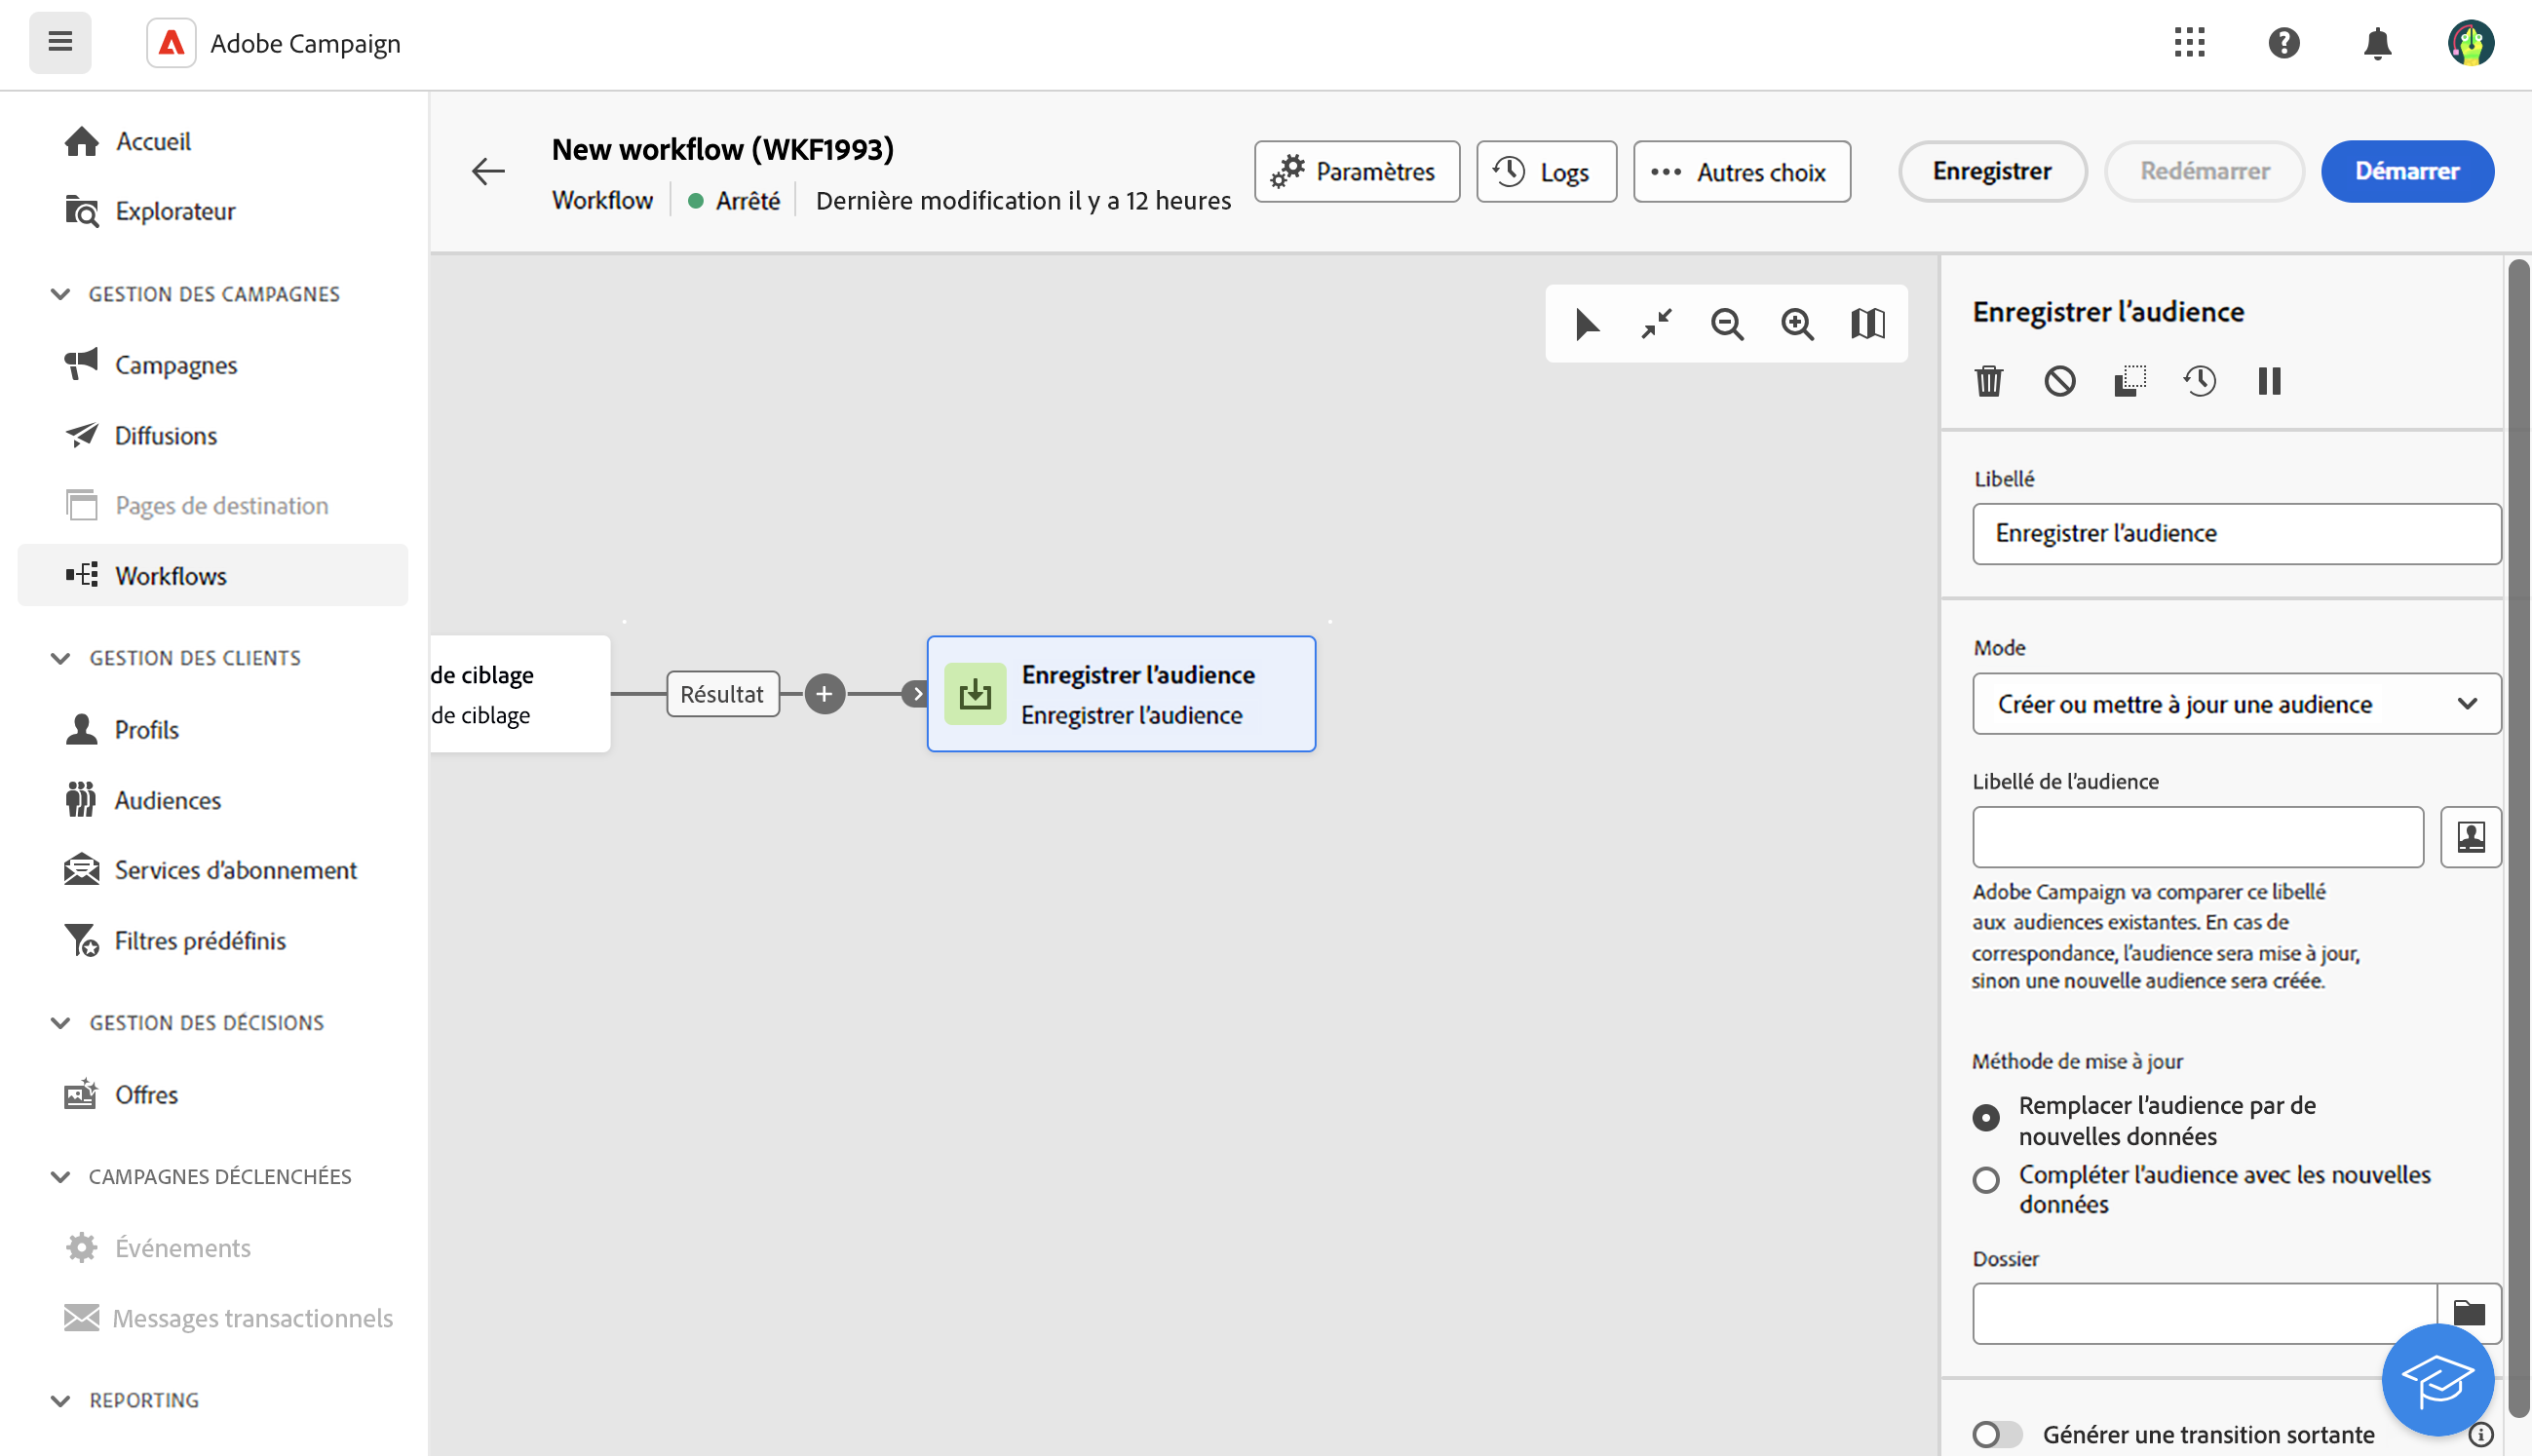 Adobe Campaign
Accueil
Explorateur
GESTION DES CAMPAGNES
Campagnes
Diffusions
Pages de destination
Workflows
GESTION DES CLIENTS
Profils
Audiences
Services d'abonnement
Filtres prédéfinis
GESTION DES DÉCISIONS
Offres
CAMPAGNES DÉCLENCHÉES
Événements
Messages transactionnels
REPORTING
New workflow (WKF1993)
Workflow
Arrêté
Dernière modification il y a 12 heures
Paramètres
Logs
Autres choix
Enregistrer
Redémarrer
Démarrer
de ciblage
de ciblage
Résultat
Enregistrer l'audience
Enregistrer l'audience
Enregistrer l'audience
Libellé
Enregistrer l'audience
Mode
Créer ou mettre à jour une audience
Libellé de l'audience
Adobe Campaign va comparer ce libellé
aux audiences existantes. En cas de
correspondance, l'audience sera mise à jour,
sinon une nouvelle audience sera créée.
Méthode de mise à jour
Remplacer l'audience par de
nouvelles données
Compléter l'audience avec les nouvelles
données
Dossier
Générer une transition sortante